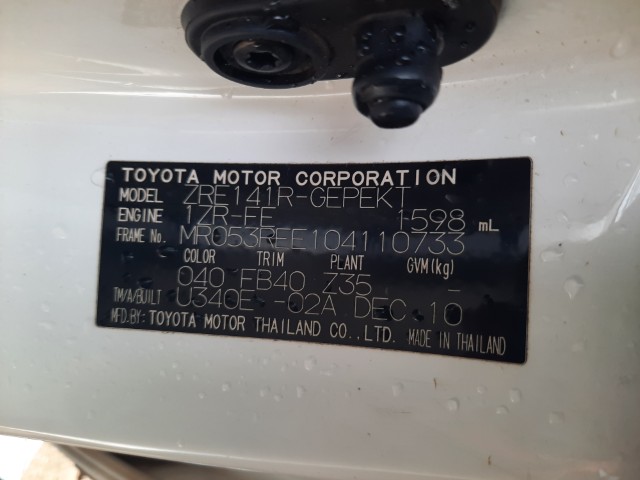 TOYOTA MOTOR CORPORATION
MODEL ZRE141R-GEPEKT
ENGINE 1ZR-FE 1598 mL
FRAME No. MR053REE104110733
COLOR TRIM PLANT GVM(kg)
040 FB40 Z35 -
TM/A/BUILT U340E -02A DEC.10
MFD.BY: TOYOTA MOTOR THAILAND CO.,LTD. MADE IN THAILAND